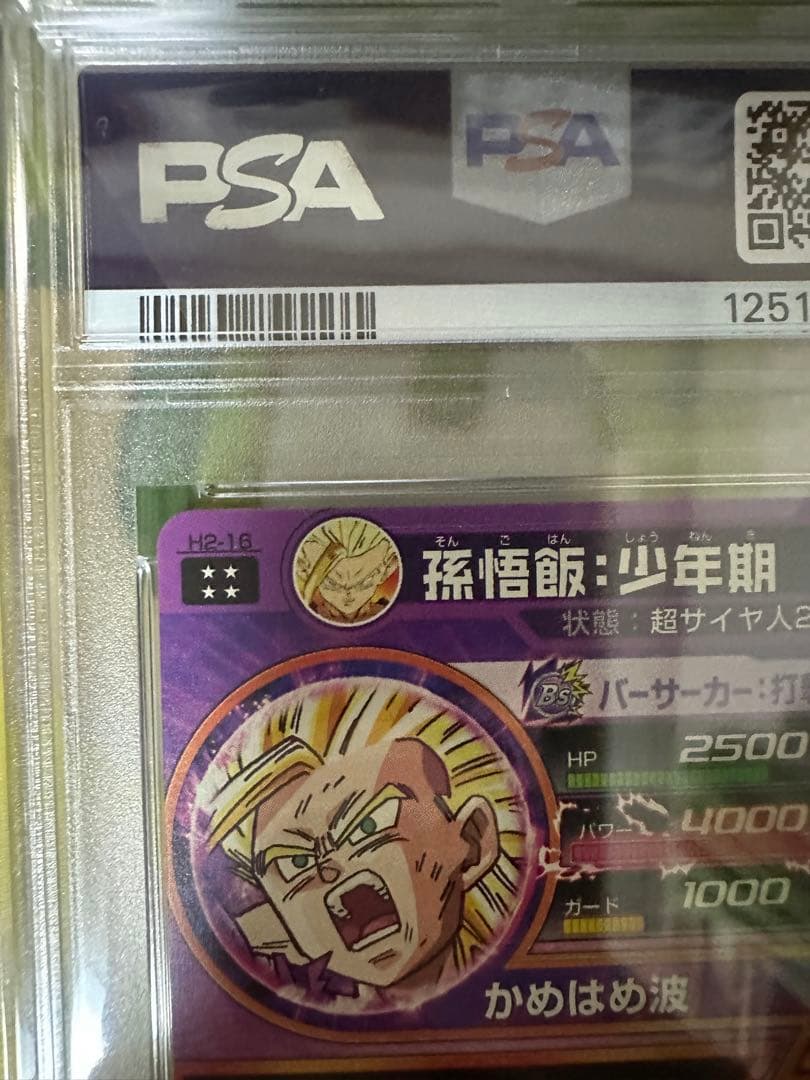 PSA
PSA
1251
H2-16
そん ご はん しょう ねん き
孫悟飯:少年期
状態:超サイヤ人2
Bs バーサーカー:打撃
HP 2500
パワー 4000
ガード 1000
かめはめ波